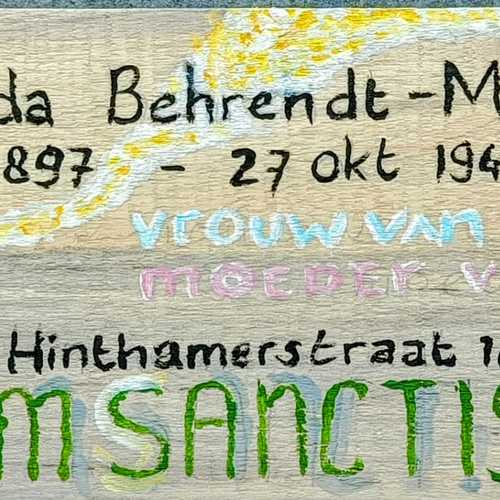 da Behrendt-M
897 - 27 okt 194
vrouw van
moeder v
Hinthamerstraat 1
MSANCTIS